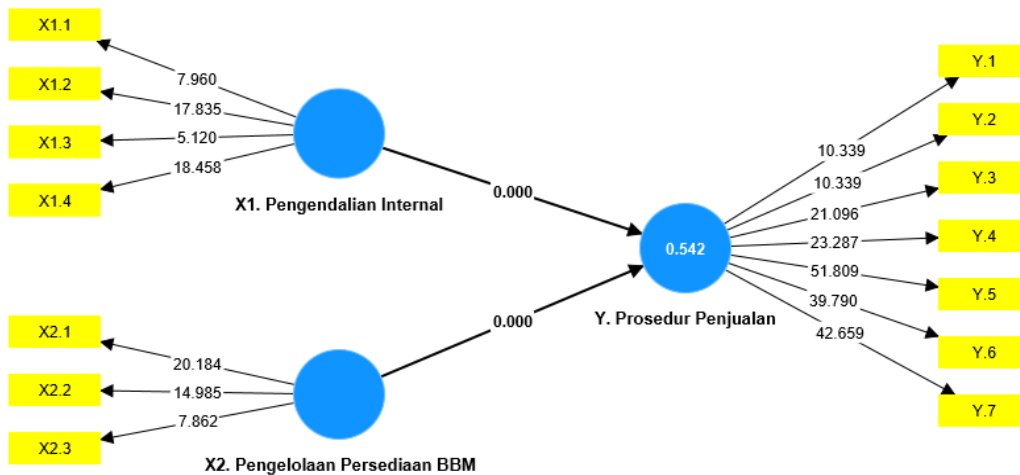 X1.1
X1.2
X1.3
X1.4
7.960
17.835
5.120
18.458
X1. Pengendalian Internal
0.000
X2.1
X2.2
X2.3
20.184
14.985
7.862
X2. Pengelolaan Persediaan BBM
0.000
0.542
Y. Prosedur Penjualan
10.339
10.339
21.096
23.287
51.809
39.790
42.659
Y.1
Y.2
Y.3
Y.4
Y.5
Y.6
Y.7